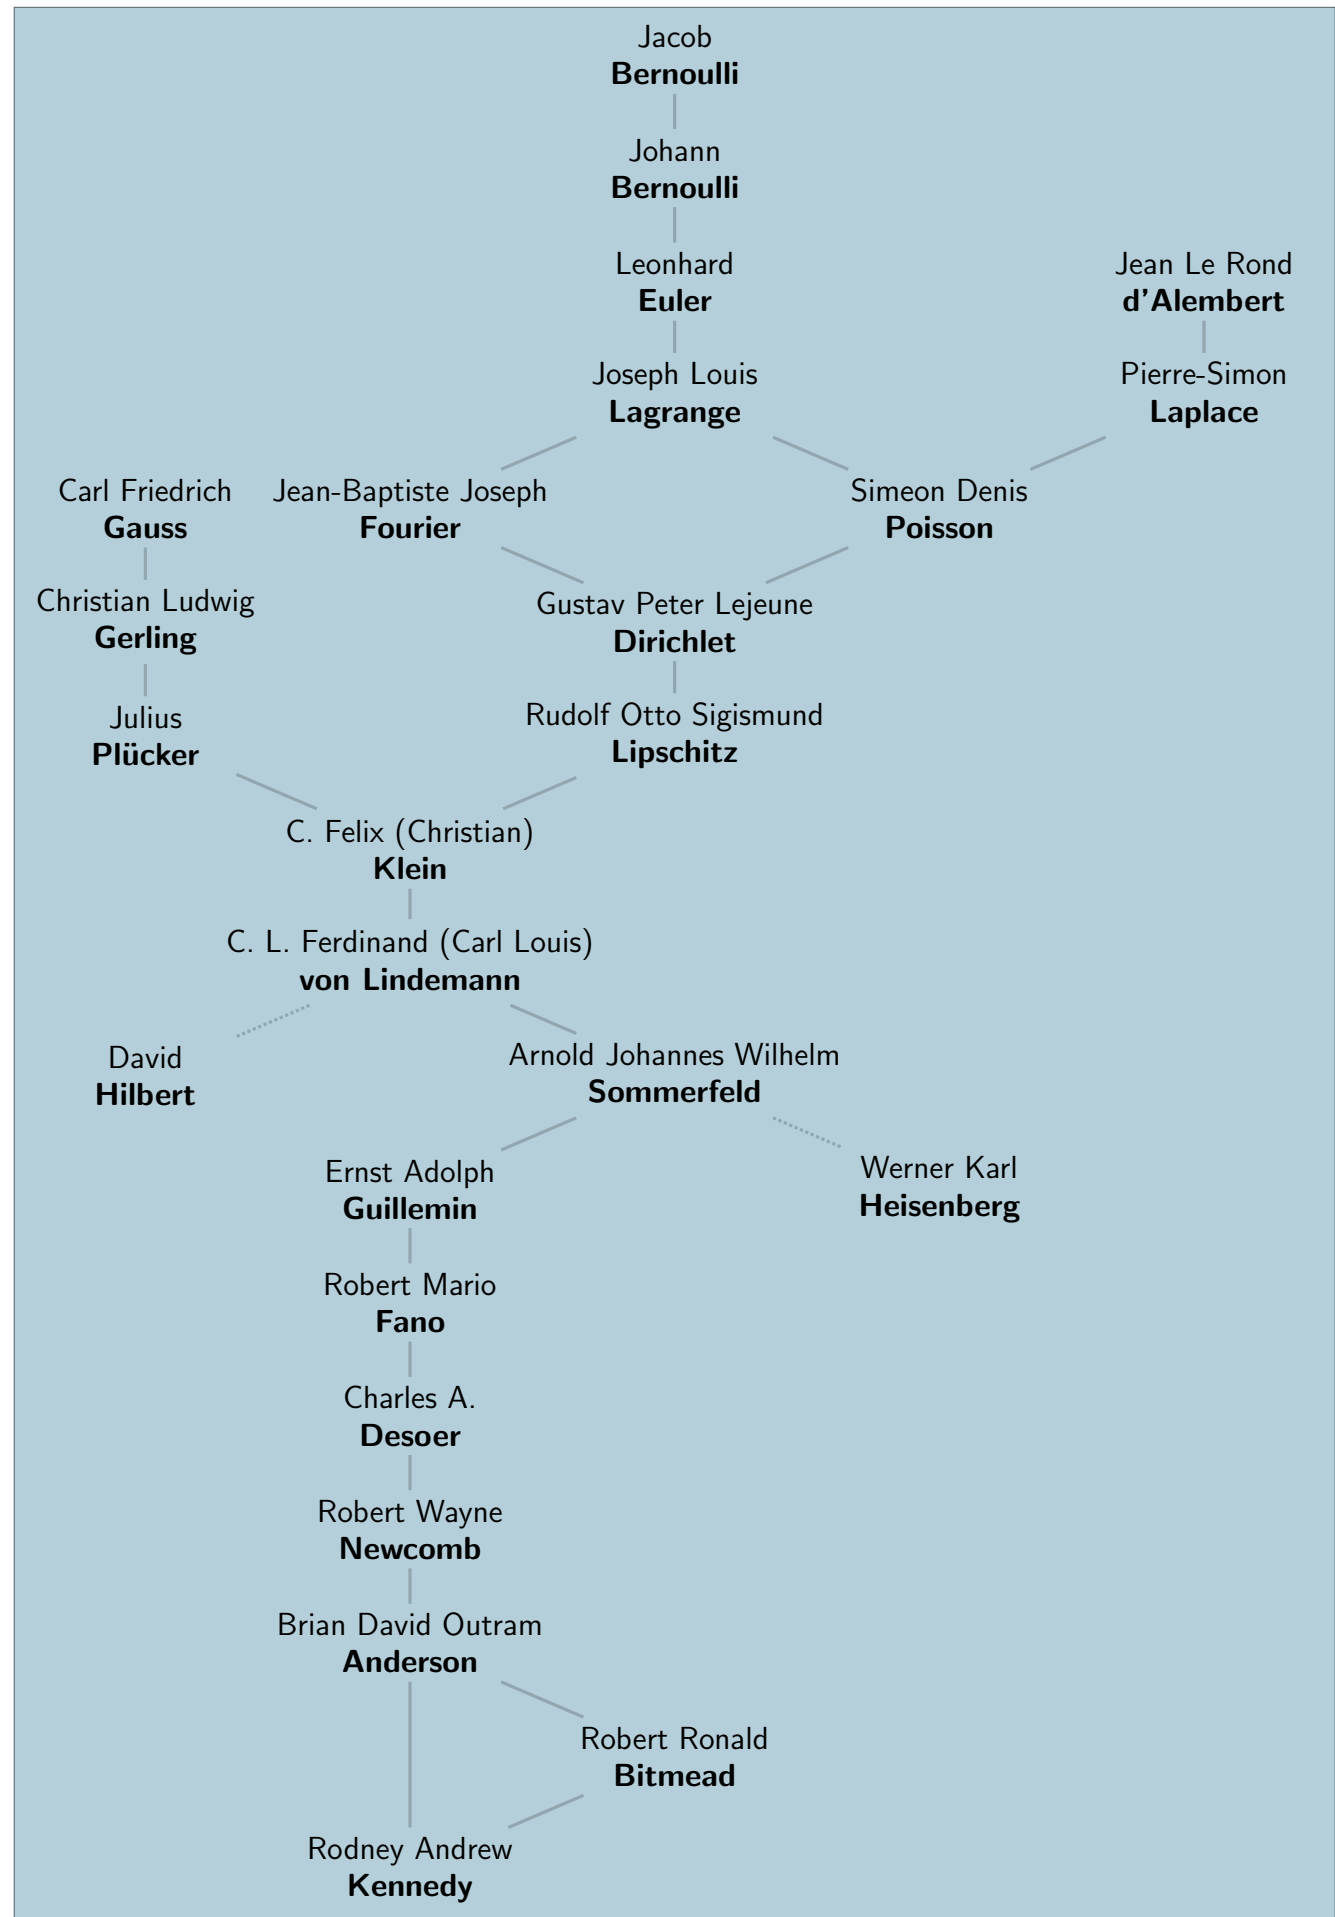 Jacob
Bernoulli
Johann
Bernoulli
Leonhard
Euler
Jean Le Rond
d'Alembert
Joseph Louis
Lagrange
Pierre-Simon
Laplace
Carl Friedrich
Gauss
Jean-Baptiste Joseph
Fourier
Simeon Denis
Poisson
Christian Ludwig
Gerling
Gustav Peter Lejeune
Dirichlet
Julius
Plücker
Rudolf Otto Sigismund
Lipschitz
C. Felix (Christian)
Klein
C. L. Ferdinand (Carl Louis)
von Lindemann
David
Hilbert
Arnold Johannes Wilhelm
Sommerfeld
Ernst Adolph
Guillemin
Werner Karl
Heisenberg
Robert Mario
Fano
Charles A.
Desoer
Robert Wayne
Newcomb
Brian David Outram
Anderson
Robert Ronald
Bitmead
Rodney Andrew
Kennedy